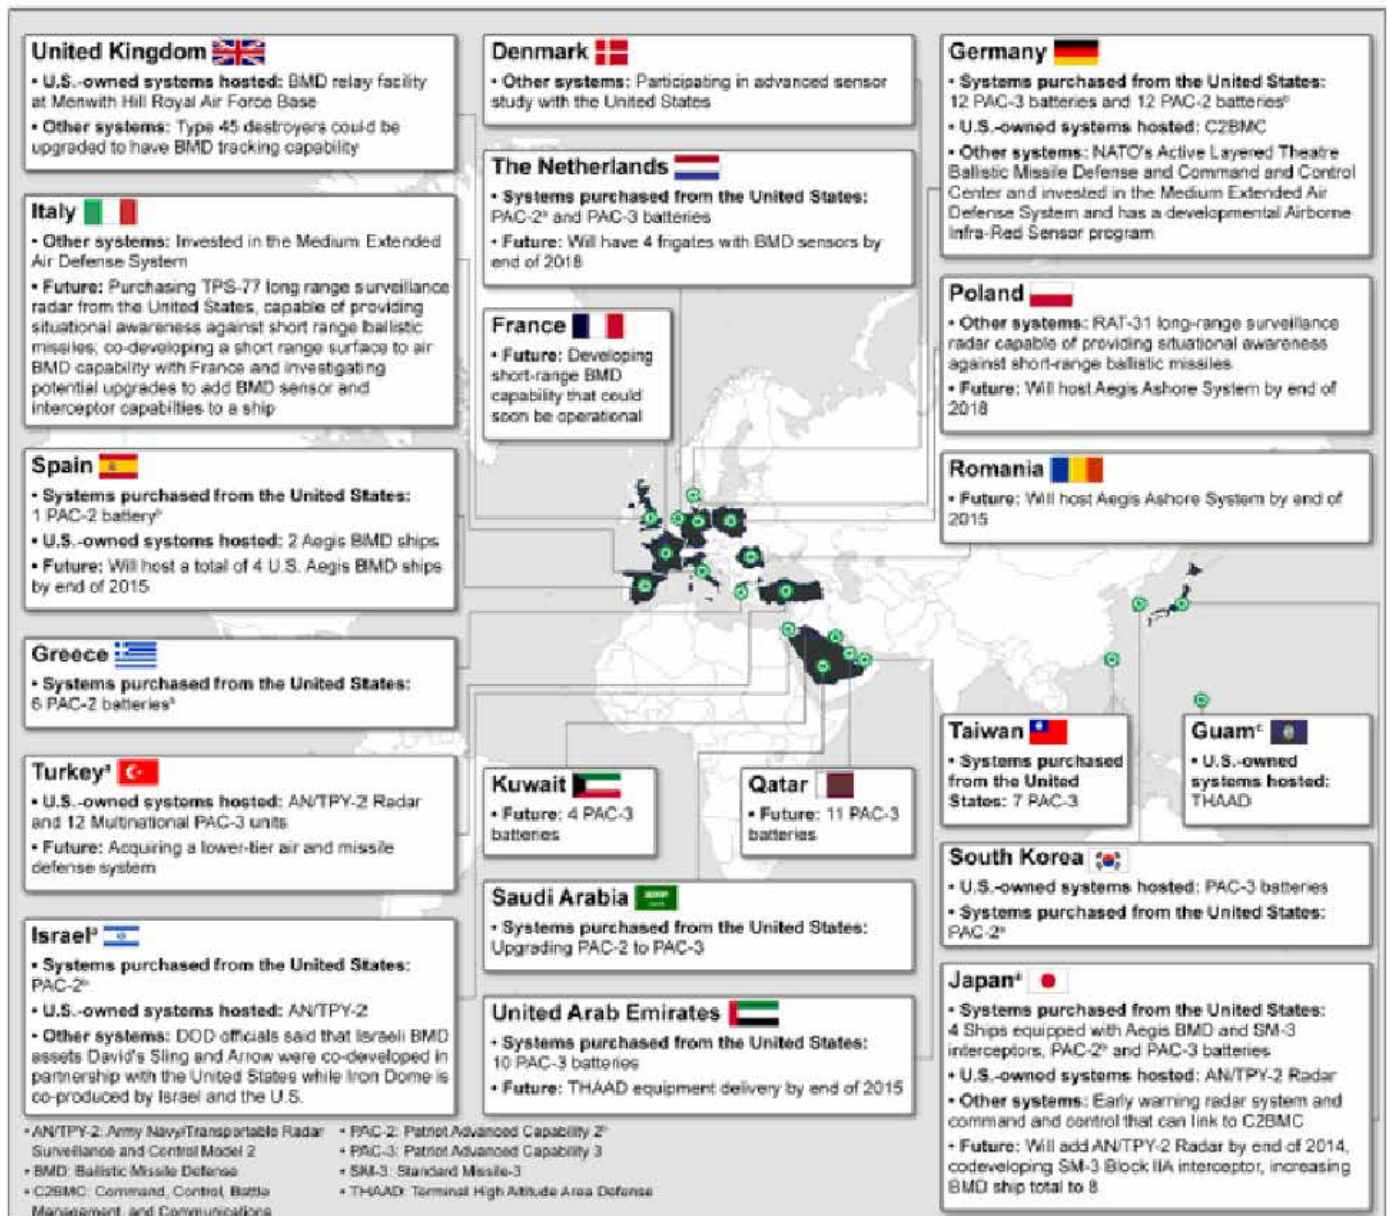 United Kingdom
• U.S.-owned systems hosted: BMD relay facility
at Menwith Hill Royal Air Force Base
• Other systems: Type 45 destroyers could be
upgraded to have BMD tracking capability
Italy
• Other systems: Invested in the Medium Extended
Air Defense System
• Future: Purchasing TPS-77 long range surveillance
radar from the United States, capable of providing
situational awareness against short range ballistic
missiles; co-developing a short range surface to air
BMD capability with France and investigating
potential upgrades to add BMD sensor and
interceptor capabilties to a ship
Spain
• Systems purchased from the United States:
1 PAC-2 battery⁠ᵇ
• U.S.-owned systems hosted: 2 Aegis BMD ships
• Future: Will host a total of 4 U.S. Aegis BMD ships
by end of 2015
Greece
• Systems purchased from the United States:
6 PAC-2 batteriesᵇ
Turkeyᵃ
• U.S.-owned systems hosted: AN/TPY-2 Radar
and 12 Multinational PAC-3 units
• Future: Acquiring a lower-tier air and missile
defense system
Israelᵃ
• Systems purchased from the United States:
PAC-2ᵇ
• U.S.-owned systems hosted: AN/TPY-2
• Other systems: DOD officials said that Israeli BMD
assets David's Sling and Arrow were co-developed in
partnership with the United States while Iron Dome is
co-produced by Israel and the U.S.
Denmark
• Other systems: Participating in advanced sensor
study with the United States
The Netherlands
• Systems purchased from the United States:
PAC-2ᵇ and PAC-3 batteries
• Future: Will have 4 frigates with BMD sensors by
end of 2018
France
• Future: Developing
short-range BMD
capability that could
soon be operational
Kuwait
• Future: 4 PAC-3
batteries
Qatar
• Future: 11 PAC-3
batteries
Saudi Arabia
• Systems purchased from the United States:
Upgrading PAC-2 to PAC-3
United Arab Emirates
• Systems purchased from the United States:
10 PAC-3 batteries
• Future: THAAD equipment delivery by end of 2015
Germany
• Systems purchased from the United States:
12 PAC-3 batteries and 12 PAC-2 batteriesᵇ
• U.S.-owned systems hosted: C2BMC
• Other systems: NATO's Active Layered Theatre
Ballistic Missile Defense and Command and Control
Center and invested in the Medium Extended Air
Defense System and has a developmental Airborne
Infra-Red Sensor program
Poland
• Other systems: RAT-31 long-range surveillance
radar capable of providing situational awareness
against short-range ballistic missiles
• Future: Will host Aegis Ashore System by end of
2018
Romania
• Future: Will host Aegis Ashore System by end of
2015
Taiwan
• Systems purchased
from the United
States: 7 PAC-3
Guamᶜ
• U.S.-owned
systems hosted:
THAAD
South Korea
• U.S.-owned systems hosted: PAC-3 batteries
• Systems purchased from the United States:
PAC-2ᵇ
Japanᵃ
• Systems purchased from the United States:
4 Ships equipped with Aegis BMD and SM-3
interceptors, PAC-2ᵇ and PAC-3 batteries
• U.S.-owned systems hosted: AN/TPY-2 Radar
• Other systems: Early warning radar system and
command and control that can link to C2BMC
• Future: Will add AN/TPY-2 Radar by end of 2014,
codeveloping SM-3 Block IIA interceptor, increasing
BMD ship total to 8
• AN/TPY-2: Army Navy/Transportable Radar
Surveillance and Control Model 2
• BMD: Ballistic Missile Defense
• C2BMC: Command, Control, Battle
Management, and Communications
• PAC-2: Patriot Advanced Capability 2ᵇ
• PAC-3: Patriot Advanced Capability 3
• SM-3: Standard Missile-3
• THAAD: Terminal High Altitude Area Defense